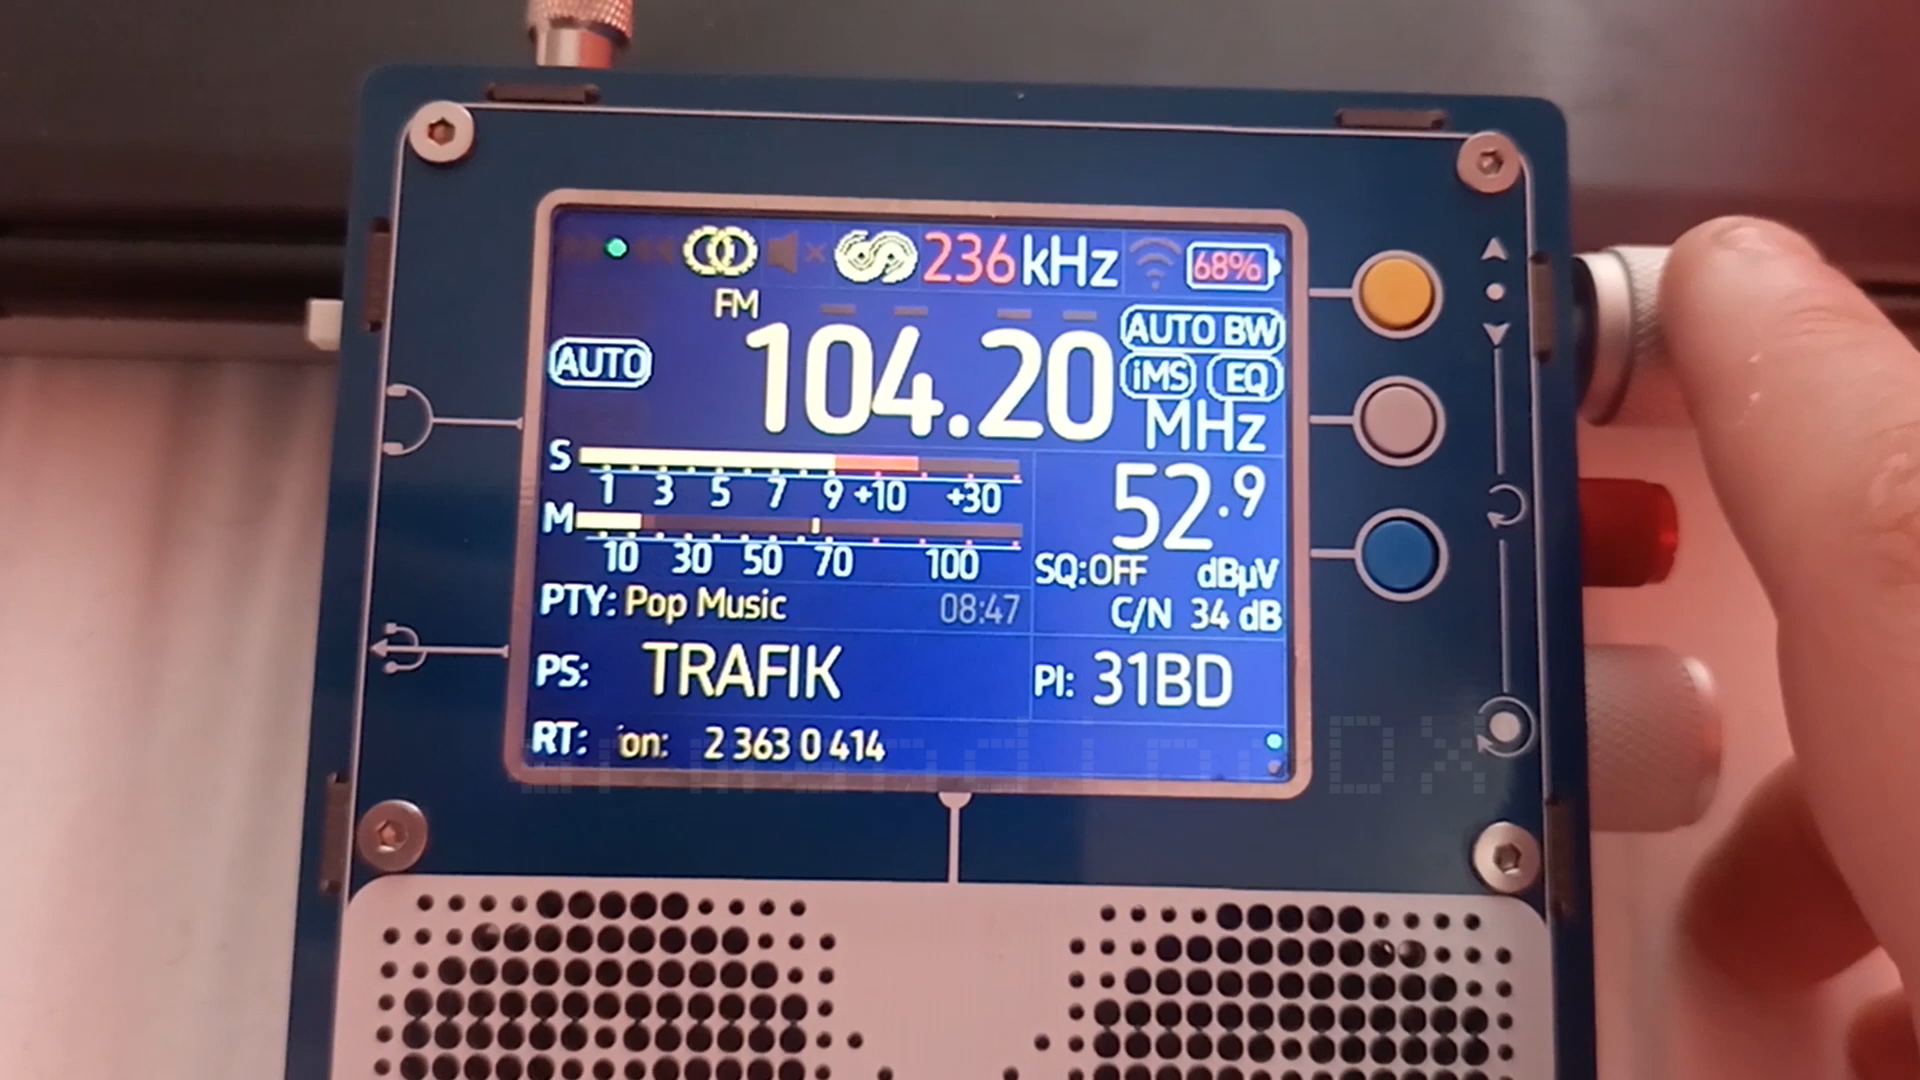 236 kHz 68%
FM
AUTO 104.20 MHz
AUTO BW
iMS EQ
S 1 3 5 7 9 +10 +30
52.9
M 10 30 50 70 100
SQ:OFF dBµV
PTY: Pop Music 08:47
C/N 34 dB
PS: TRAFIK PI: 31BD
RT: ion: 2 363 0 414